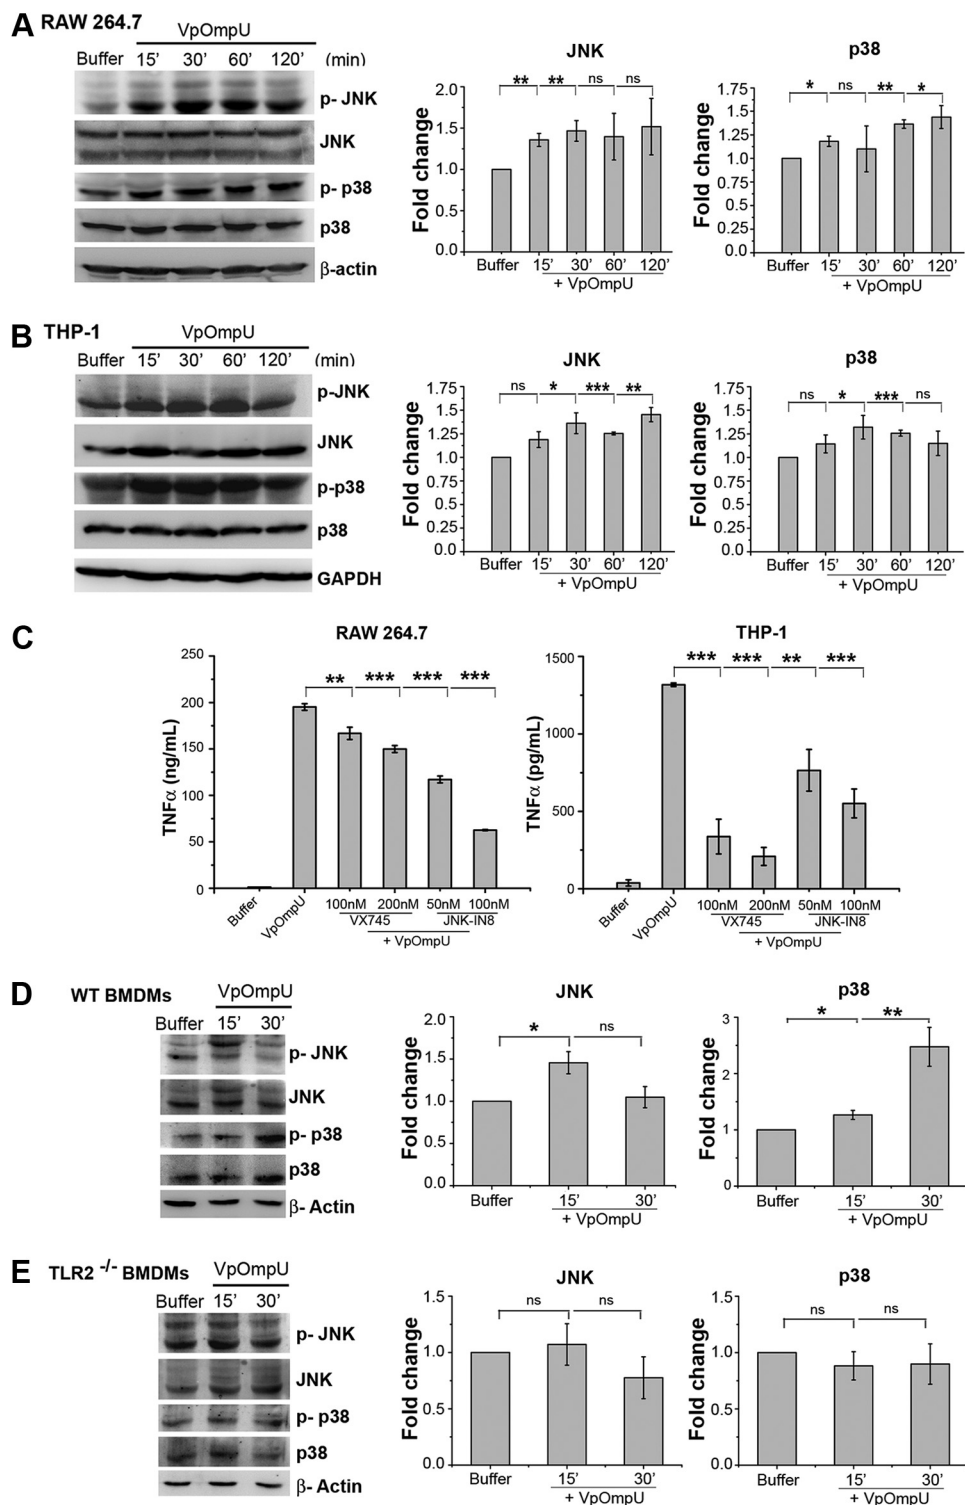 A RAW 264.7
VpOmpU
Buffer 15’ 30’ 60’ 120’ (min)
p- JNK
JNK
p- p38
p38
β-actin
JNK
Fold change
2.0
1.5
1.0
0.5
0.0
** ** ns ns
Buffer 15’ 30’ 60’ 120’
+ VpOmpU
p38
Fold change
1.75
1.5
1.25
1.0
0.75
0.5
0.25
0.0
* ns ** *
Buffer 15’ 30’ 60’ 120’
+ VpOmpU
B THP-1
VpOmpU
Buffer 15’ 30’ 60’ 120’ (min)
p-JNK
JNK
p-p38
p38
GAPDH
JNK
Fold change
1.75
1.5
1.25
1.0
0.75
0.5
0.25
0.0
ns * *** **
Buffer 15’ 30’ 60’ 120’
+ VpOmpU
p38
Fold change
1.75
1.5
1.25
1.0
0.75
0.5
0.25
0.0
ns * *** ns
Buffer 15’ 30’ 60’ 120’
+ VpOmpU
C
RAW 264.7
TNFα (ng/mL)
250
200
150
100
50
0
** *** *** ***
Buffer VpOmpU 100nM 200nM 50nM 100nM
VX745 JNK-IN8
+ VpOmpU
THP-1
TNFα (pg/mL)
1500
1000
500
0
*** *** ** ***
Buffer VpOmpU 100nM 200nM 50nM 100nM
VX745 JNK-IN8
+ VpOmpU
D WT BMDMs
VpOmpU
Buffer 15’ 30’
p- JNK
JNK
p- p38
p38
β- Actin
JNK
Fold change
2.0
1.5
1.0
0.5
0.0
* ns
Buffer 15’ 30’
+ VpOmpU
p38
Fold change
3
2
1
0
* **
Buffer 15’ 30’
+ VpOmpU
E TLR2 -/- BMDMs
VpOmpU
Buffer 15’ 30’
p- JNK
JNK
p- p38
p38
β- Actin
JNK
Fold change
1.5
1.0
0.5
0.0
ns ns
Buffer 15’ 30’
+ VpOmpU
p38
Fold change
1.5
1.0
0.5
0.0
ns ns
Buffer 15’ 30’
+ VpOmpU